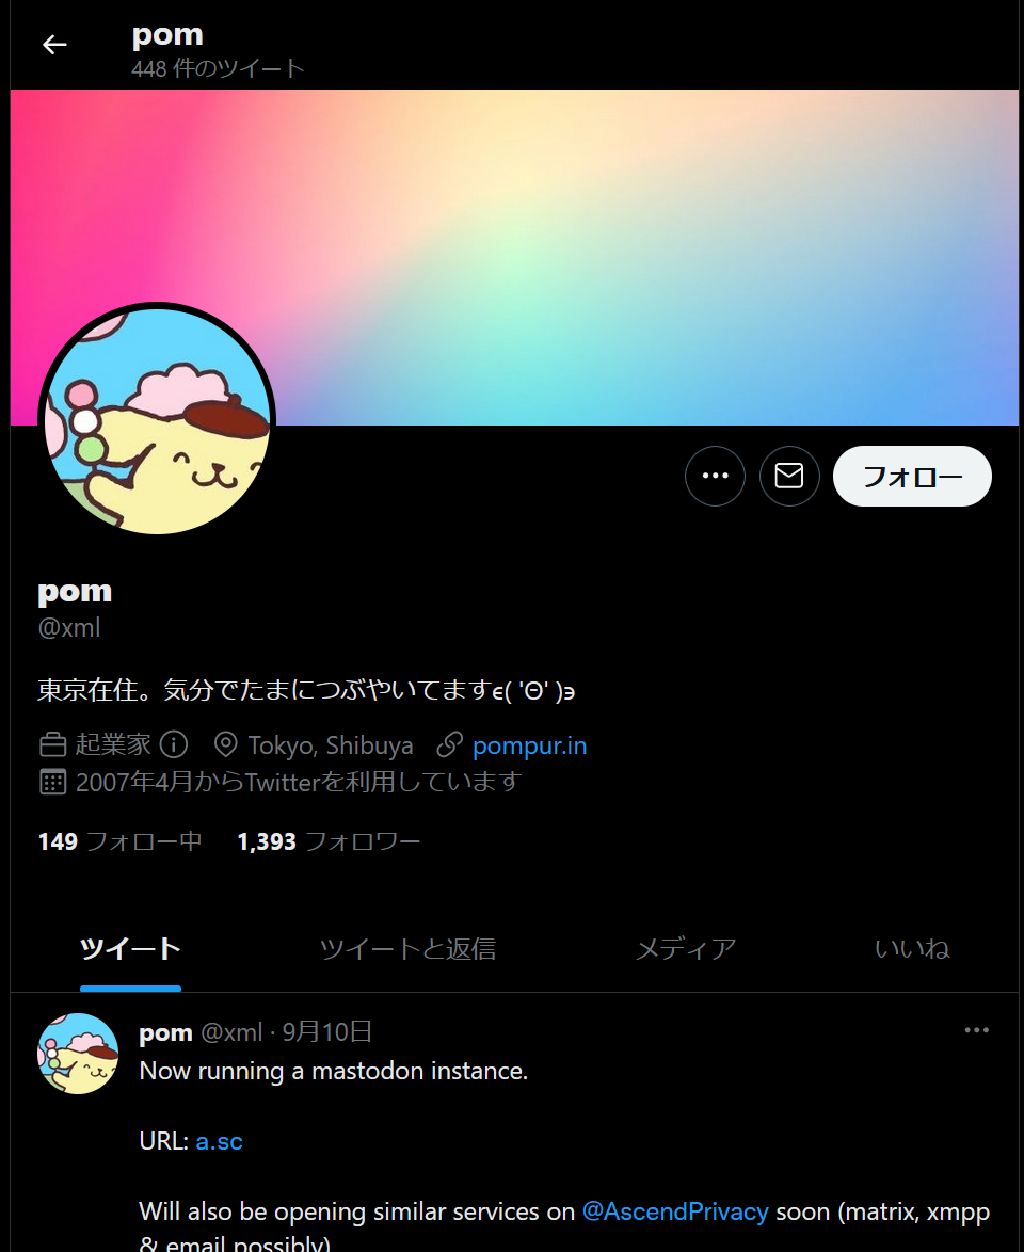 pom
448 件のツイート
フォロー
pom
@xml
東京在住。気分でたまにつぶやいてますϵ( 'Θ' )϶
起業家 Tokyo, Shibuya pompur.in
2007年4月からTwitterを利用しています
149 フォロー中 1,393 フォロワー
ツイート ツイートと返信 メディア いいね
pom @xml · 9月10日
Now running a mastodon instance.
URL: a.sc
Will also be opening similar services on @AscendPrivacy soon (matrix, xmpp
& email possibly)